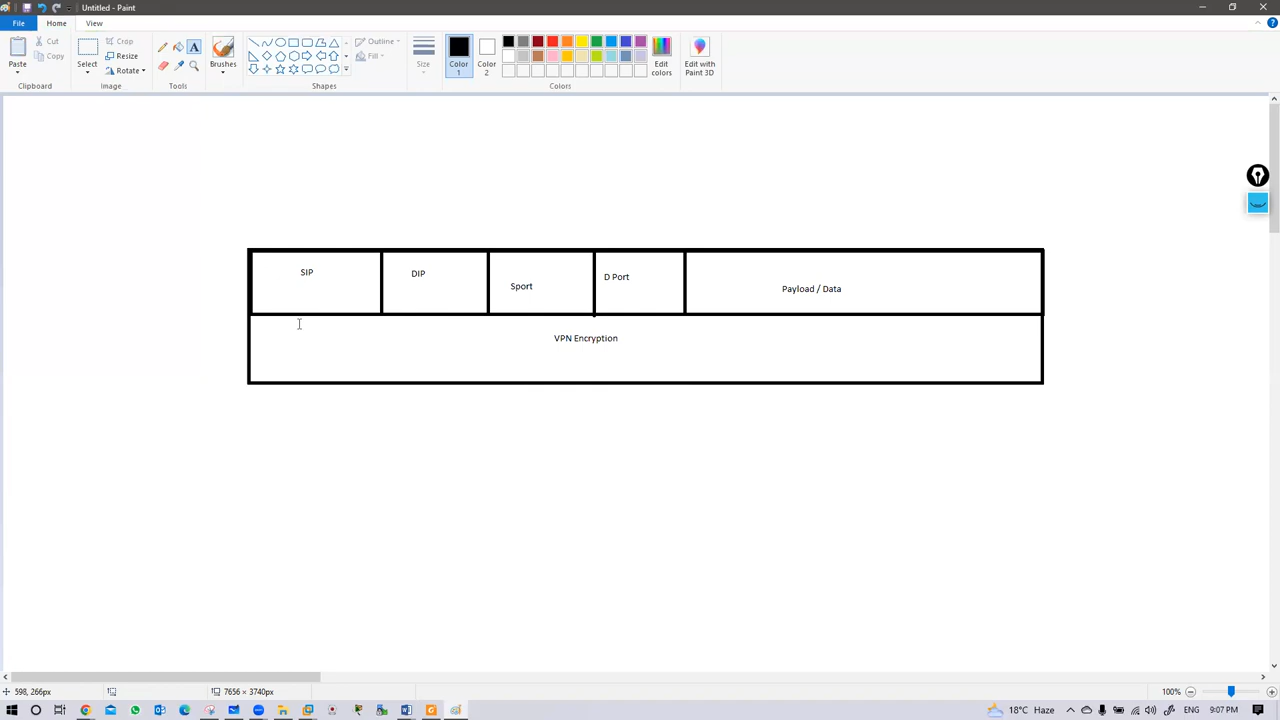 Untitled - Paint
File
Home
View
Paste
Cut
Copy
Clipboard
Select
Crop
Resize
Rotate
Image
A
Tools
Brushes
Outline
Fill
Shapes
Size
Color
1
Color
2
Edit
colors
Edit with
Paint 3D
Colors
SIP
DIP
Sport
D Port
Payload / Data
VPN Encryption
598, 266px
7656 × 3740px
100%
18°C Haze
ENG
9:07 PM